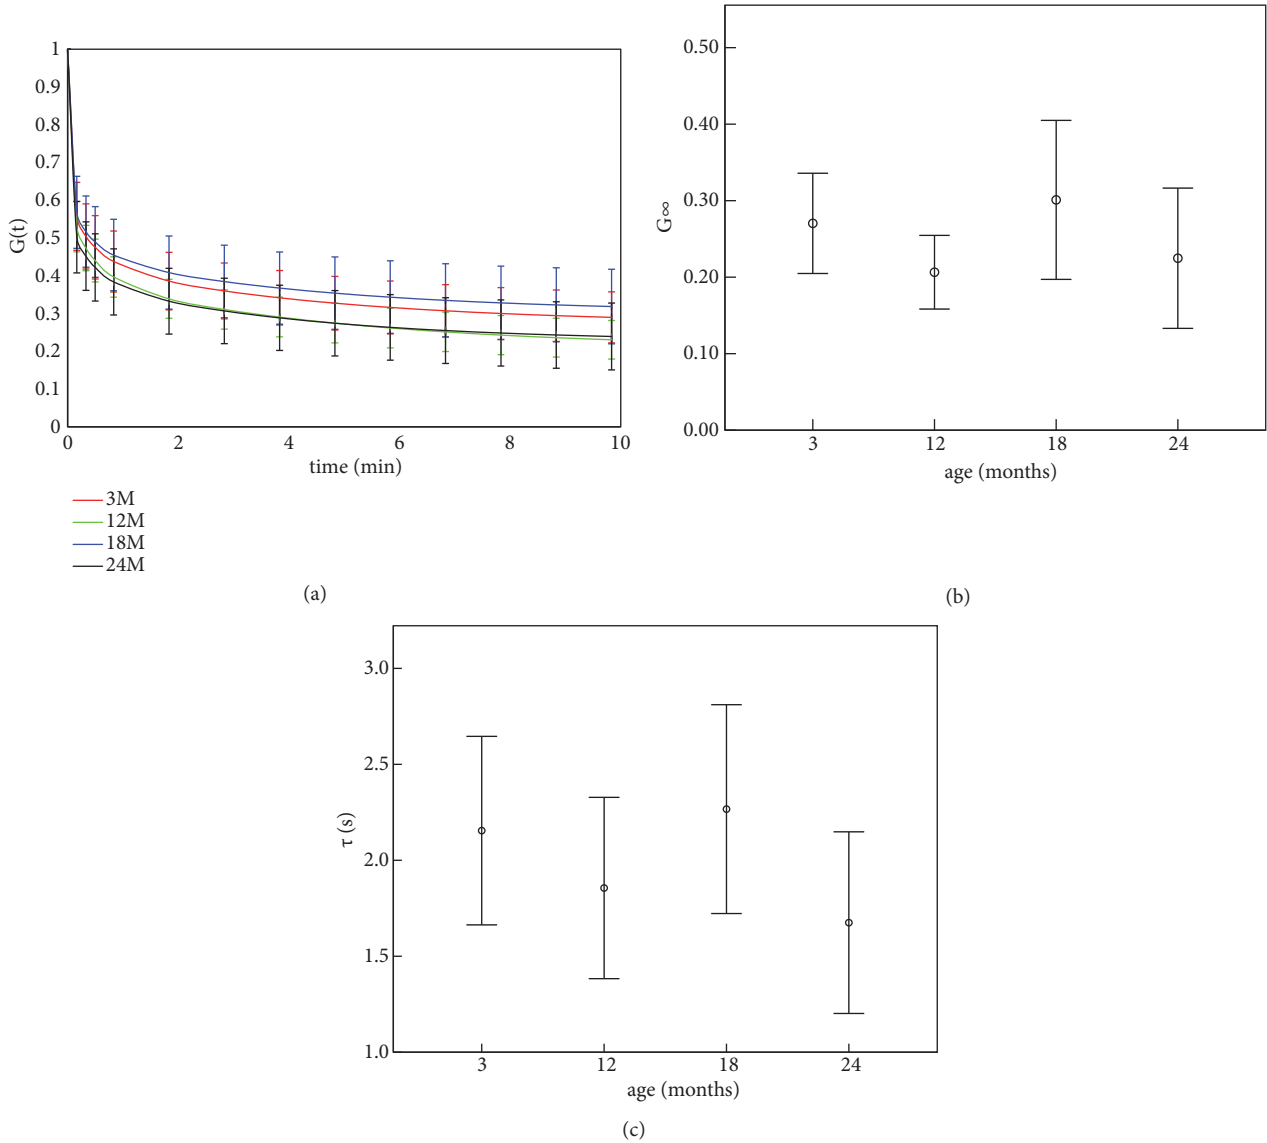 1
0.9
0.8
0.7
0.6
0.5
0.4
0.3
0.2
0.1
0
G(t)
0 2 4 6 8 10
time (min)
3M
12M
18M
24M
(a)
0.50
0.40
0.30
0.20
0.10
0.00
G∞
3 12 18 24
age (months)
(b)
3.0
2.5
2.0
1.5
1.0
τ (s)
3 12 18 24
age (months)
(c)